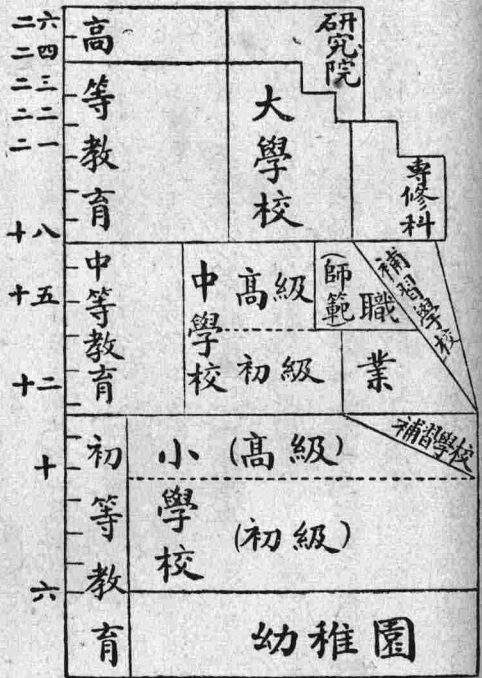 二六
二四
二三
二二
二一
十八
十五
十二
十
六
高等教育
大學校
研究院
專修科
中等教育
中學校
高級
初級
(師範)
職業
補習學校
初等教育
小學校
(高級)
(初級)
補習學校
幼稚園